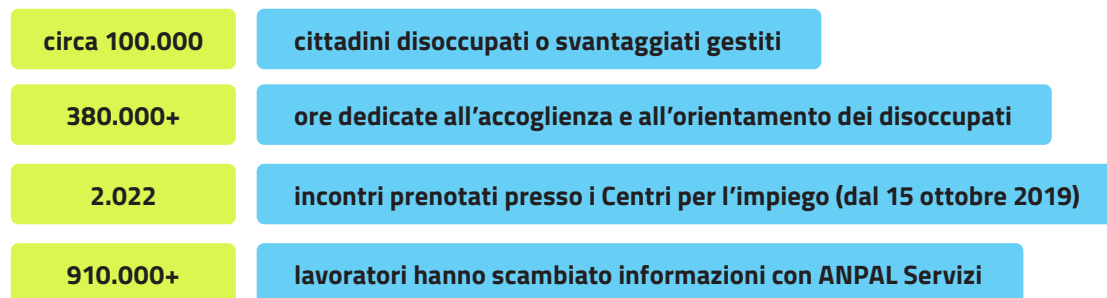 circa 100.000 cittadini disoccupati o svantaggiati gestiti
380.000+ ore dedicate all’accoglienza e all’orientamento dei disoccupati
2.022 incontri prenotati presso i Centri per l’impiego (dal 15 ottobre 2019)
910.000+ lavoratori hanno scambiato informazioni con ANPAL Servizi